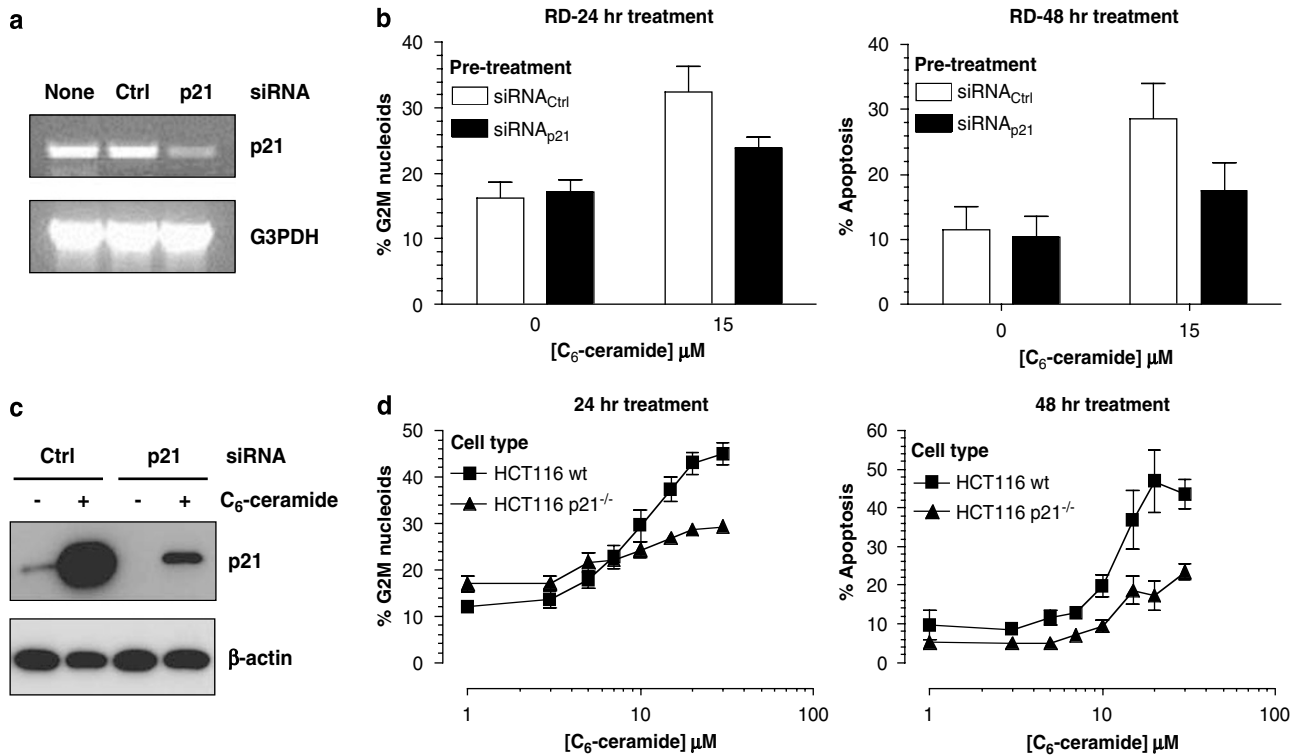 a
None Ctrl p21 siRNA
p21
G3PDH
b
RD-24 hr treatment
% G2M nucleoids
40
30
20
10
0
Pre-treatment
siRNA_Ctrl
siRNA_p21
0 15
[C₆-ceramide] μM
RD-48 hr treatment
% Apoptosis
40
30
20
10
0
Pre-treatment
siRNA_Ctrl
siRNA_p21
0 15
[C₆-ceramide] μM
c
Ctrl p21 siRNA
- + - + C₆-ceramide
p21
β-actin
d
24 hr treatment
% G2M nucleoids
50
40
30
20
10
0
Cell type
HCT116 wt
HCT116 p21⁻/⁻
1 10 100
[C₆-ceramide] μM
48 hr treatment
% Apoptosis
60
50
40
30
20
10
0
Cell type
HCT116 wt
HCT116 p21⁻/⁻
1 10 100
[C₆-ceramide] μM